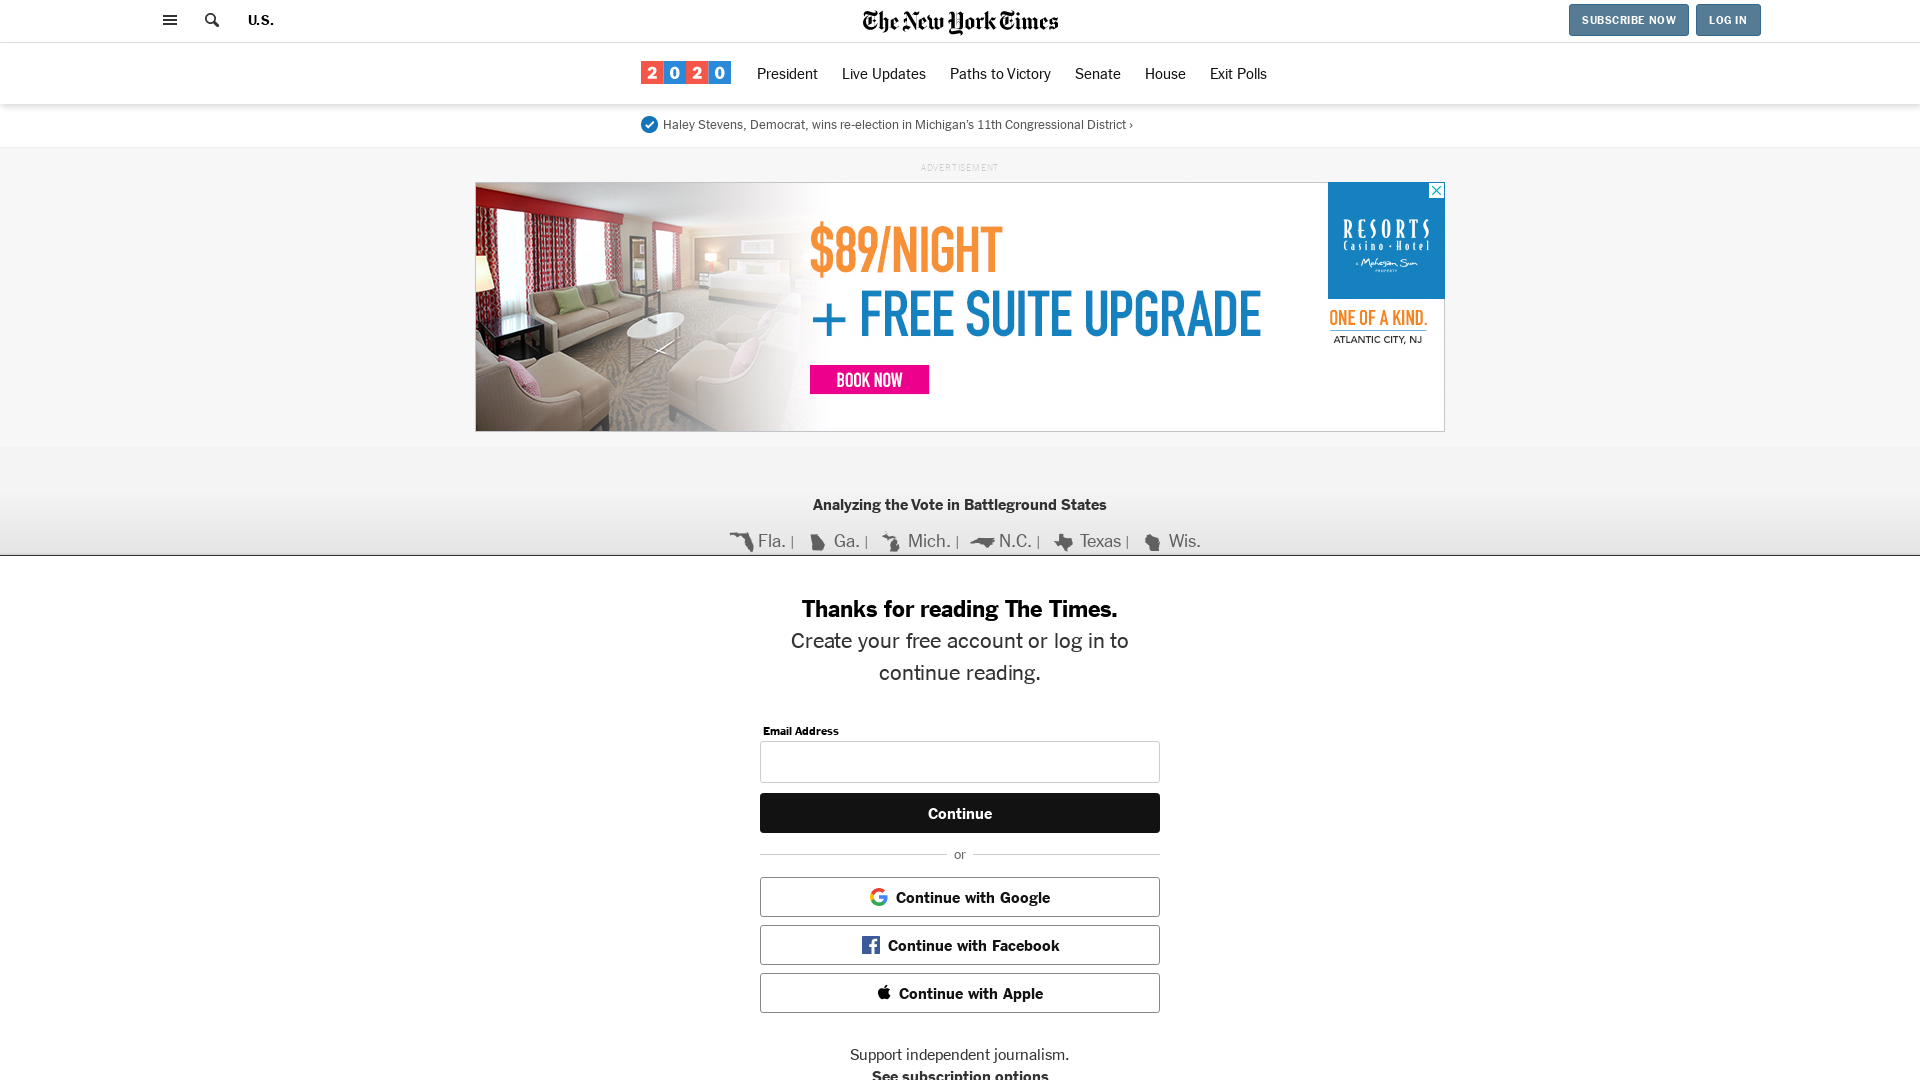 U.S.
The New York Times
SUBSCRIBE NOW
LOG IN
2020
President
Live Updates
Paths to Victory
Senate
House
Exit Polls
Haley Stevens, Democrat, wins re-election in Michigan’s 11th Congressional District ›
ADVERTISEMENT
$89/NIGHT
+ FREE SUITE UPGRADE
BOOK NOW
RESORTS
Casino • Hotel
A Mohegan Sun
PROPERTY
ONE OF A KIND.
ATLANTIC CITY, NJ
Analyzing the Vote in Battleground States
Fla. | Ga. | Mich. | N.C. | Texas | Wis.
Thanks for reading The Times.
Create your free account or log in to
continue reading.
Email Address
Continue
or
Continue with Google
Continue with Facebook
Continue with Apple
Support independent journalism.
See subscription options